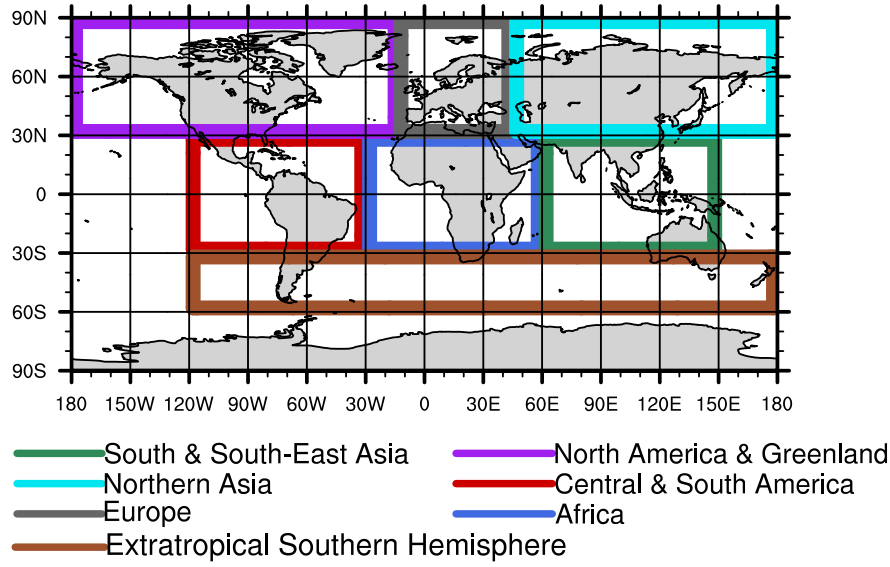 90N
60N
30N
0
30S
60S
90S
180 150W 120W 90W 60W 30W 0 30E 60E 90E 120E 150E 180
South & South-East Asia North America & Greenland
Northern Asia Central & South America
Europe Africa
Extratropical Southern Hemisphere